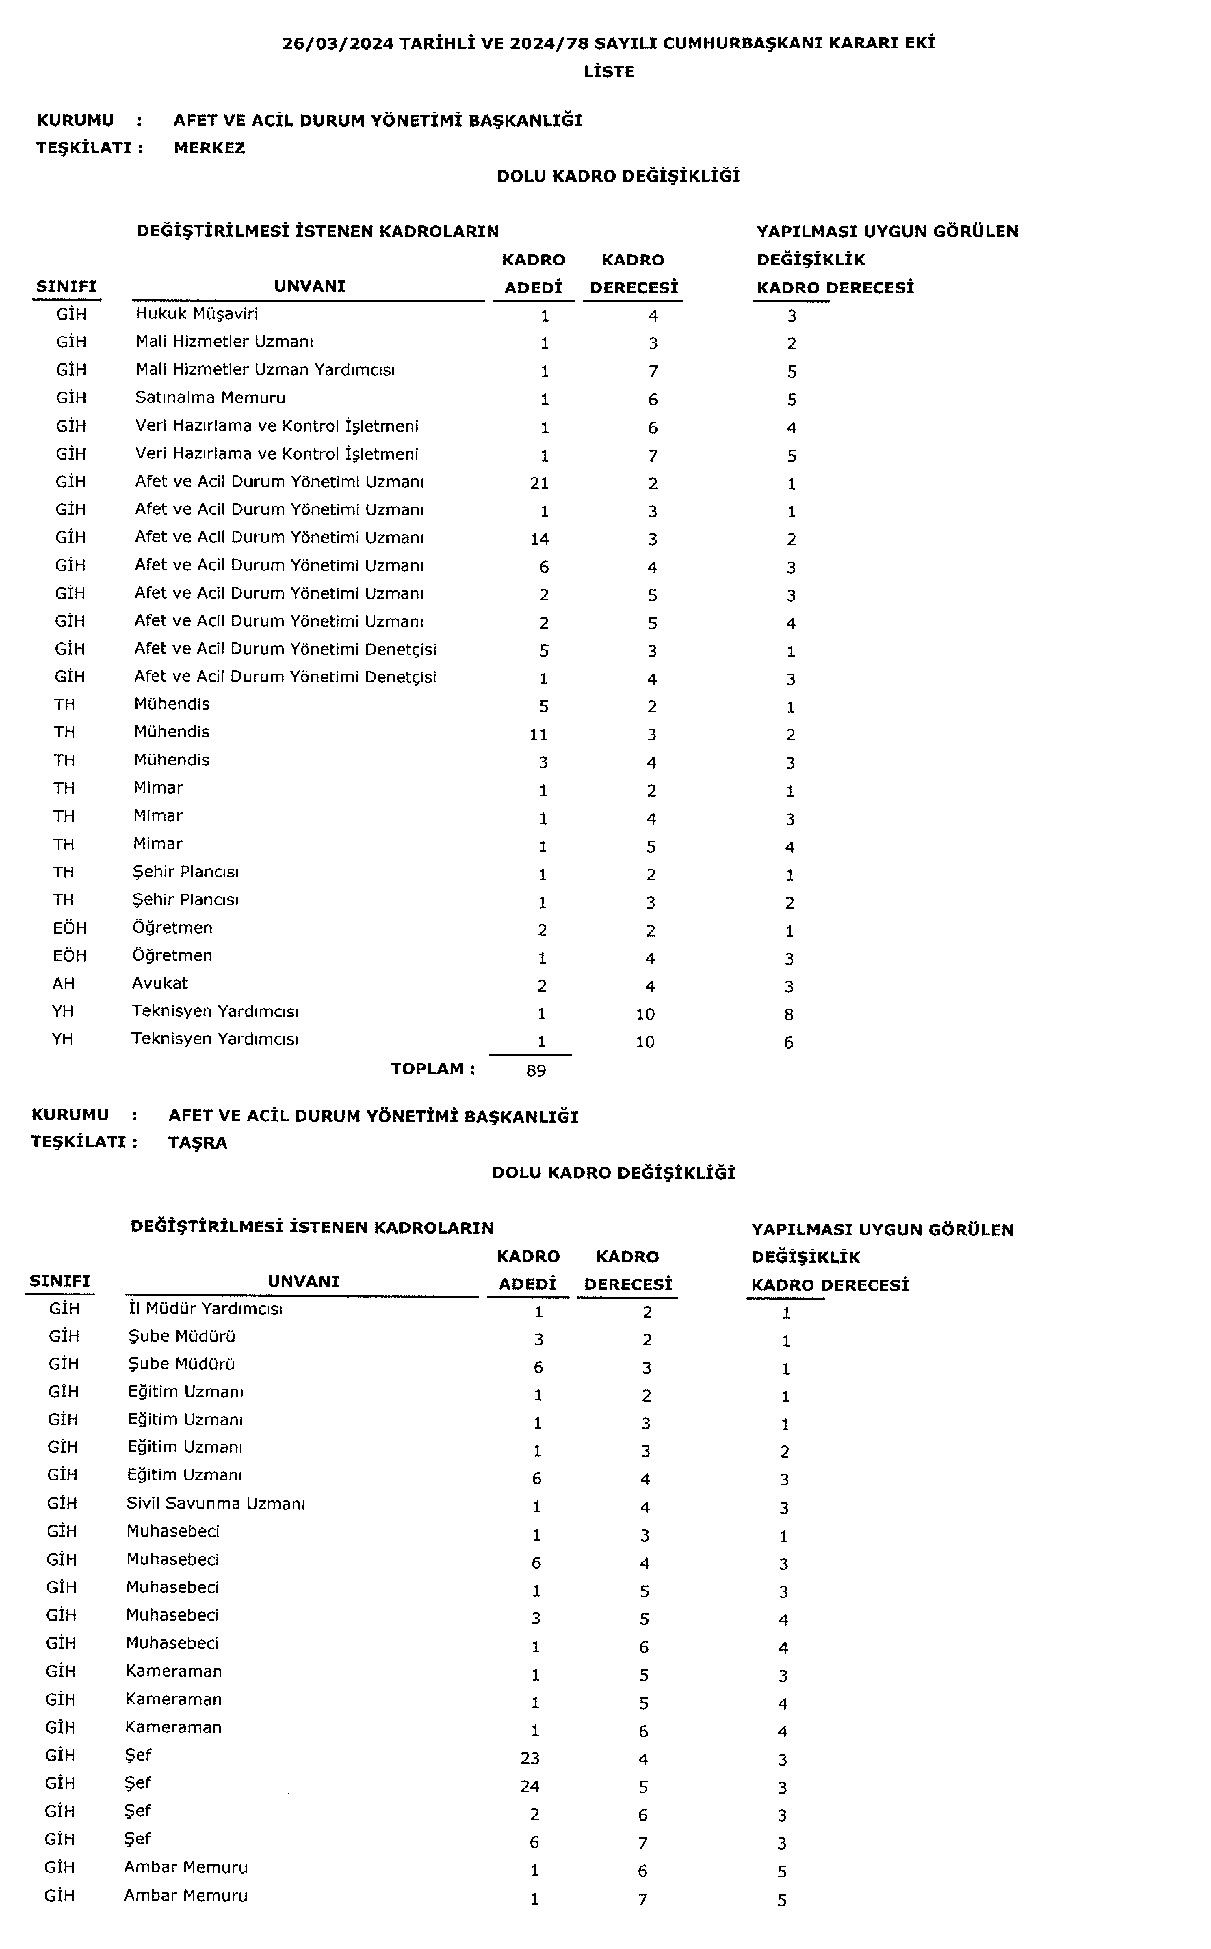 26/03/2024 TARİHLİ VE 2024/78 SAYILI CUMHURBAŞKANI KARARI EKİ
LİSTE
KURUMU : AFET VE ACİL DURUM YÖNETİMİ BAŞKANLIĞI
TEŞKİLATI : MERKEZ
DOLU KADRO DEĞİŞİKLİĞİ
DEĞİŞTİRİLMESİ İSTENEN KADROLARIN YAPILMASI UYGUN GÖRÜLEN
KADRO KADRO DEĞİŞİKLİK
SINIFI UNVANI ADEDİ DERECESİ KADRO DERECESİ
GİH Hukuk Müşaviri 1 4 3
GİH Mali Hizmetler Uzmanı 1 3 2
GİH Mali Hizmetler Uzman Yardımcısı 1 7 5
GİH Satınalma Memuru 1 6 5
GİH Veri Hazırlama ve Kontrol İşletmeni 1 6 4
GİH Veri Hazırlama ve Kontrol İşletmeni 1 7 5
GİH Afet ve Acil Durum Yönetimi Uzmanı 21 2 1
GİH Afet ve Acil Durum Yönetimi Uzmanı 1 3 1
GİH Afet ve Acil Durum Yönetimi Uzmanı 14 3 2
GİH Afet ve Acil Durum Yönetimi Uzmanı 6 4 3
GİH Afet ve Acil Durum Yönetimi Uzmanı 2 5 3
GİH Afet ve Acil Durum Yönetimi Uzmanı 2 5 4
GİH Afet ve Acil Durum Yönetimi Denetçisi 5 3 1
GİH Afet ve Acil Durum Yönetimi Denetçisi 1 4 3
TH Mühendis 5 2 1
TH Mühendis 11 3 2
TH Mühendis 3 4 3
TH Mimar 1 2 1
TH Mimar 1 4 3
TH Mimar 1 5 4
TH Şehir Plancısı 1 2 1
TH Şehir Plancısı 1 3 2
EÖH Öğretmen 2 2 1
EÖH Öğretmen 1 4 3
AH Avukat 2 4 3
YH Teknisyen Yardımcısı 1 10 8
YH Teknisyen Yardımcısı 1 10 6
TOPLAM : 89
KURUMU : AFET VE ACİL DURUM YÖNETİMİ BAŞKANLIĞI
TEŞKİLATI : TAŞRA
DOLU KADRO DEĞİŞİKLİĞİ
DEĞİŞTİRİLMESİ İSTENEN KADROLARIN YAPILMASI UYGUN GÖRÜLEN
KADRO KADRO DEĞİŞİKLİK
SINIFI UNVANI ADEDİ DERECESİ KADRO DERECESİ
GİH İl Müdür Yardımcısı 1 2 1
GİH Şube Müdürü 3 2 1
GİH Şube Müdürü 6 3 1
GİH Eğitim Uzmanı 1 2 1
GİH Eğitim Uzmanı 1 3 1
GİH Eğitim Uzmanı 1 3 2
GİH Eğitim Uzmanı 6 4 3
GİH Sivil Savunma Uzmanı 1 4 3
GİH Muhasebeci 1 3 1
GİH Muhasebeci 6 4 3
GİH Muhasebeci 1 5 3
GİH Muhasebeci 3 5 4
GİH Muhasebeci 1 6 4
GİH Kameraman 1 5 3
GİH Kameraman 1 5 4
GİH Kameraman 1 6 4
GİH Şef 23 4 3
GİH Şef 24 5 3
GİH Şef 2 6 3
GİH Şef 6 7 3
GİH Ambar Memuru 1 6 5
GİH Ambar Memuru 1 7 5